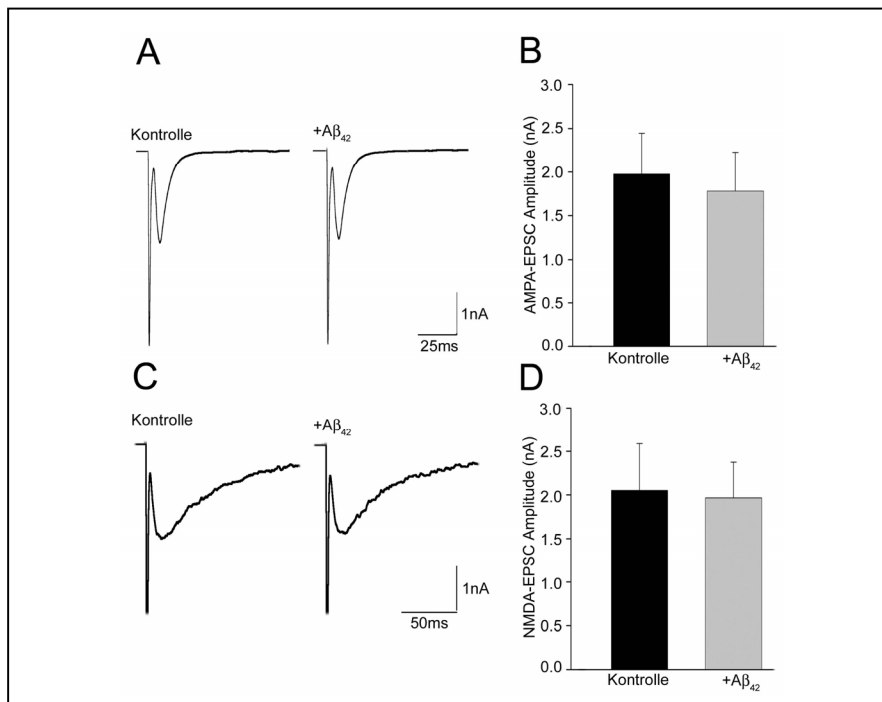 A
Kontrolle
+Aβ42
1nA
25ms
B
AMPA-EPSC Amplitude (nA)
3.0
2.5
2.0
1.5
1.0
0.5
0.0
Kontrolle
+Aβ42
C
Kontrolle
+Aβ42
1nA
50ms
D
NMDA-EPSC Amplitude (nA)
3.0
2.5
2.0
1.5
1.0
0.5
0.0
Kontrolle
+Aβ42